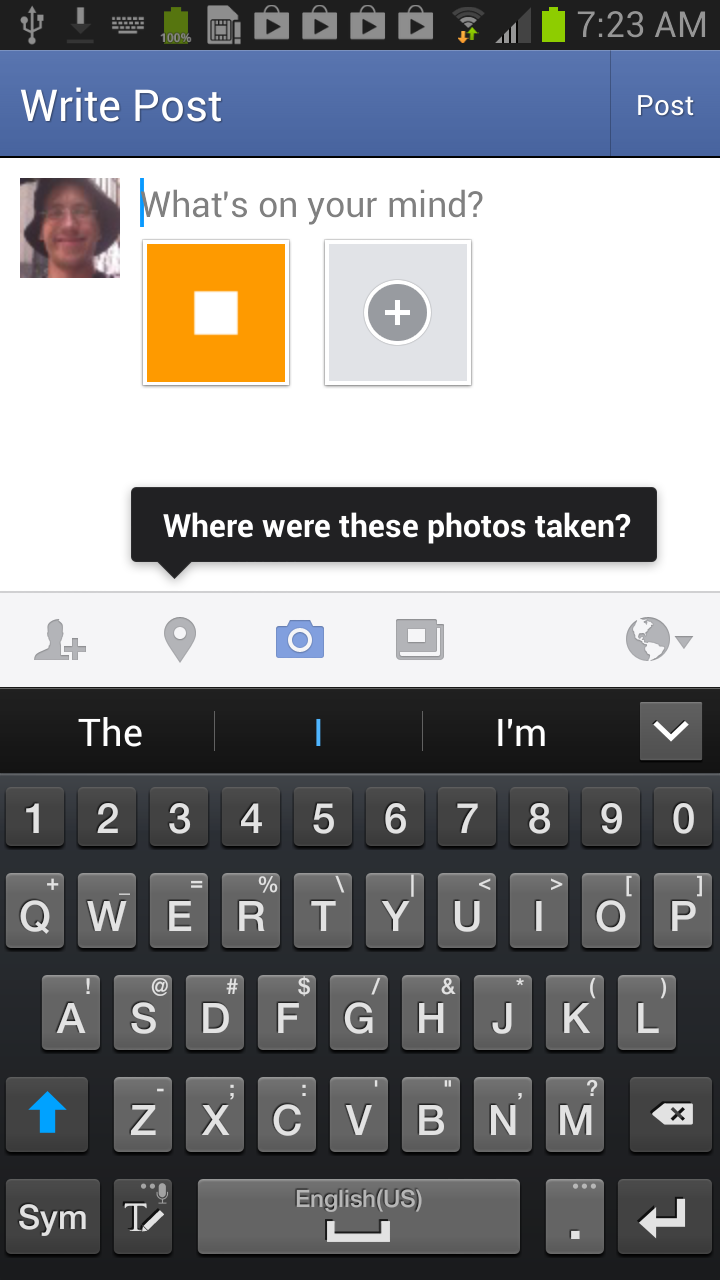 100%
7:23 AM
Write Post
Post
What's on your mind?
Where were these photos taken?
The I I'm
1 2 3 4 5 6 7 8 9 0
+ _ = % \ | < > [ ]
Q W E R T Y U I O P
! @ # $ / & * ( )
A S D F G H J K L
- ; : ' " , ?
Z X C V B N M
Sym T English(US) .